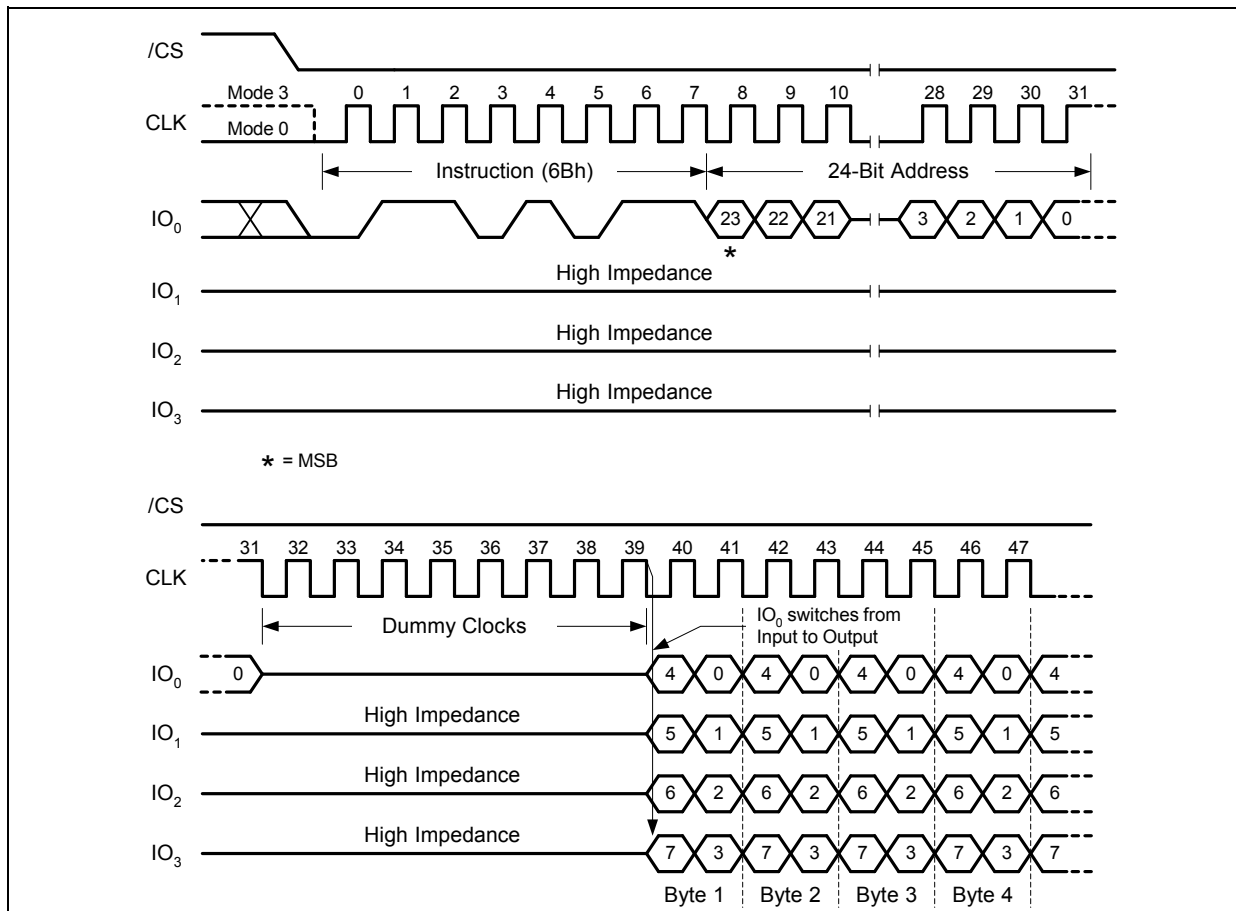 /CS
Mode 3 0 1 2 3 4 5 6 7 8 9 10 28 29 30 31
CLK
Mode 0
Instruction (6Bh) 24-Bit Address
IO0 23 22 21 3 2 1 0
*
High Impedance
IO1
High Impedance
IO2
High Impedance
IO3
* = MSB
/CS
31 32 33 34 35 36 37 38 39 40 41 42 43 44 45 46 47
CLK
Dummy Clocks
IO0 switches from
Input to Output
IO0 0 4 0 4 0 4 0 4 0 4
High Impedance
IO1 5 1 5 1 5 1 5 1 5
High Impedance
IO2 6 2 6 2 6 2 6 2 6
High Impedance
IO3 7 3 7 3 7 3 7 3 7
Byte 1 Byte 2 Byte 3 Byte 4